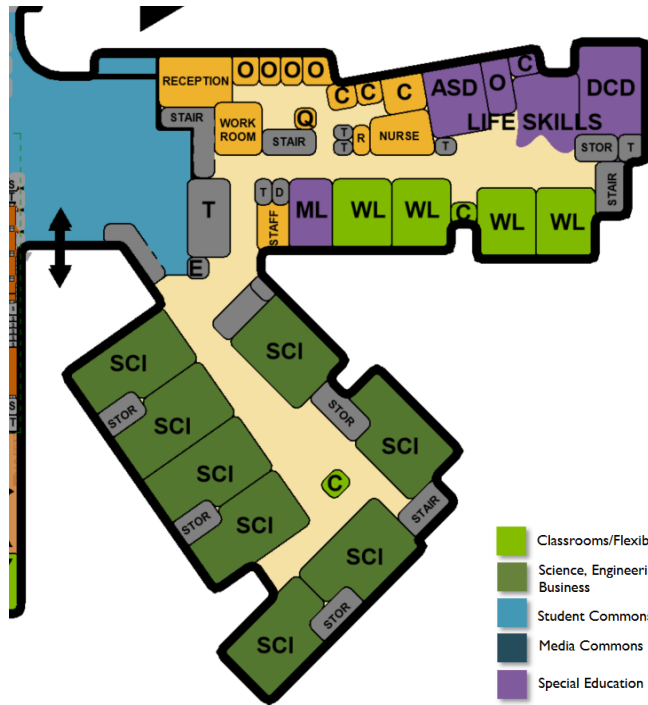 RECEPTION
O O O O
C C C
ASD
O
C
DCD
LIFE SKILLS
STAIR
WORK
ROOM
Q
STAIR
T
T
R
NURSE
T
STOR
T
STAIR
T
T D
STAFF
ML
WL
WL
C
WL
WL
E
SCI
SCI
STOR
SCI
STOR
SCI
SCI
SCI
C
STOR
SCI
STAIR
SCI
STOR
SCI
S
T
S
T
Classrooms/Flexib
Science, Engineeri
Business
Student Commons
Media Commons
Special Education